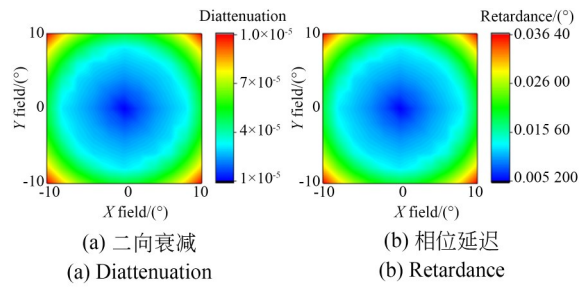 Diattenuation
10
0
-10
Y field/(°)
-10
0
10
X field/(°)
1.0×10-5
7×10-5
4×10-5
1×10-5
(a) 二向衰减
(a) Diattenuation
Retardance/(°)
10
0
-10
Y field/(°)
-10
0
10
X field/(°)
0.036 40
0.026 00
0.015 60
0.005 200
(b) 相位延迟
(b) Retardance